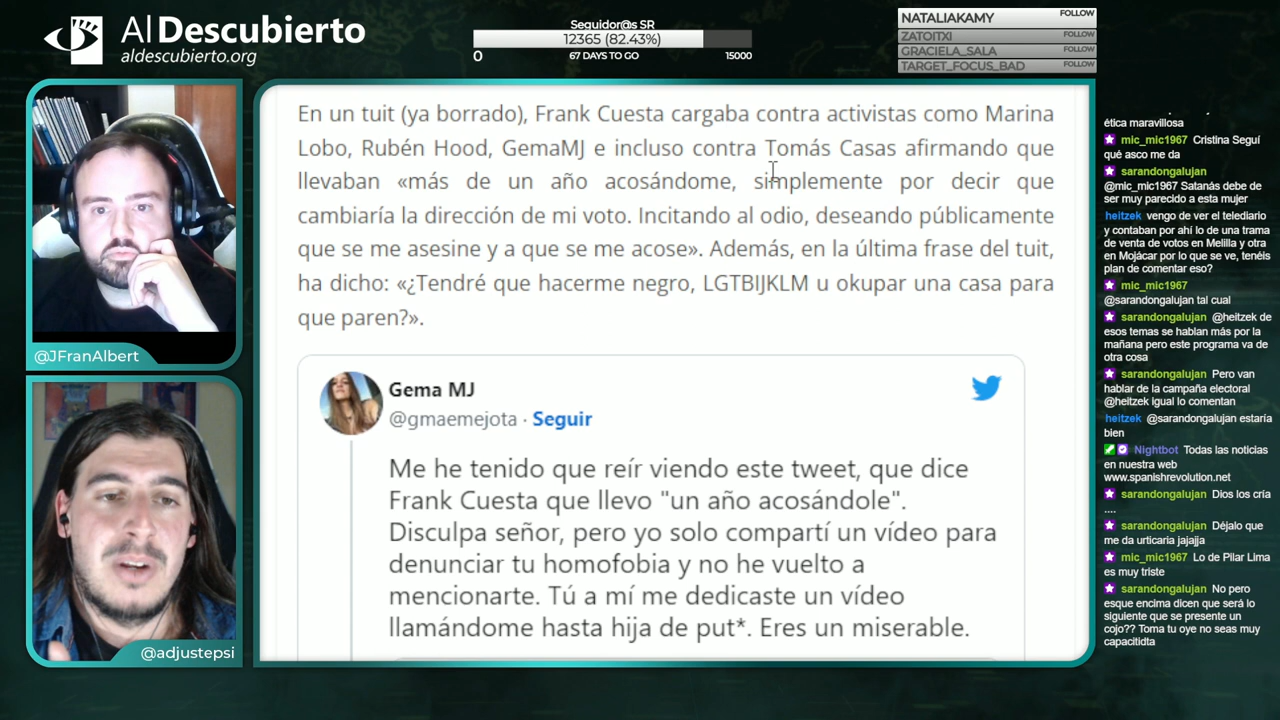 Al Descubierto
aldescubierto.org
Seguidor@s SR
12365 (82.43%)
0
67 DAYS TO GO
15000
NATALIAKAMY FOLLOW
ZATOITXI FOLLOW
GRACIELA_SALA FOLLOW
TARGET_FOCUS_BAD FOLLOW
@JFranAlbert
@adjustepsi
En un tuit (ya borrado), Frank Cuesta cargaba contra activistas como Marina
Lobo, Rubén Hood, GemaMJ e incluso contra Tomás Casas afirmando que
llevaban «más de un año acosándome, simplemente por decir que
cambiaría la dirección de mi voto. Incitando al odio, deseando públicamente
que se me asesine y a que se me acose». Además, en la última frase del tuit,
ha dicho: «¿Tendré que hacerme negro, LGTBIJKLM u okupar una casa para
que paren?».
Gema MJ
@gmaemejota · Seguir
Me he tenido que reír viendo este tweet, que dice
Frank Cuesta que llevo "un año acosándole".
Disculpa señor, pero yo solo compartí un vídeo para
denunciar tu homofobia y no he vuelto a
mencionarte. Tú a mí me dedicaste un vídeo
llamándome hasta hija de put*. Eres un miserable.
ética maravillosa
mic_mic1967 Cristina Seguí
qué asco me da
sarandongalujan
@mic_mic1967 Satanás debe de
ser muy parecido a esta mujer
heitzek vengo de ver el telediario
y contaban por ahí lo de una trama
de venta de votos en Melilla y otra
en Mojácar por lo que se ve, tenéis
plan de comentar eso?
mic_mic1967
@sarandongalujan tal cual
sarandongalujan @heitzek de
esos temas se hablan más por la
mañana pero este programa va de
otra cosa
sarandongalujan Pero van
hablar de la campaña electoral
@heitzek igual lo comentan
heitzek @sarandongalujan estaría
bien
Nightbot Todas las noticias
en nuestra web
www.spanishrevolution.net
sarandongalujan Dios los cría
....
sarandongalujan Déjalo que
me da urticaria jajajja
mic_mic1967 Lo de Pilar Lima
es muy triste
sarandongalujan No pero
esque encima dicen que será lo
siguiente que se presente un
cojo?? Toma tu oye no seas muy
capacitidta